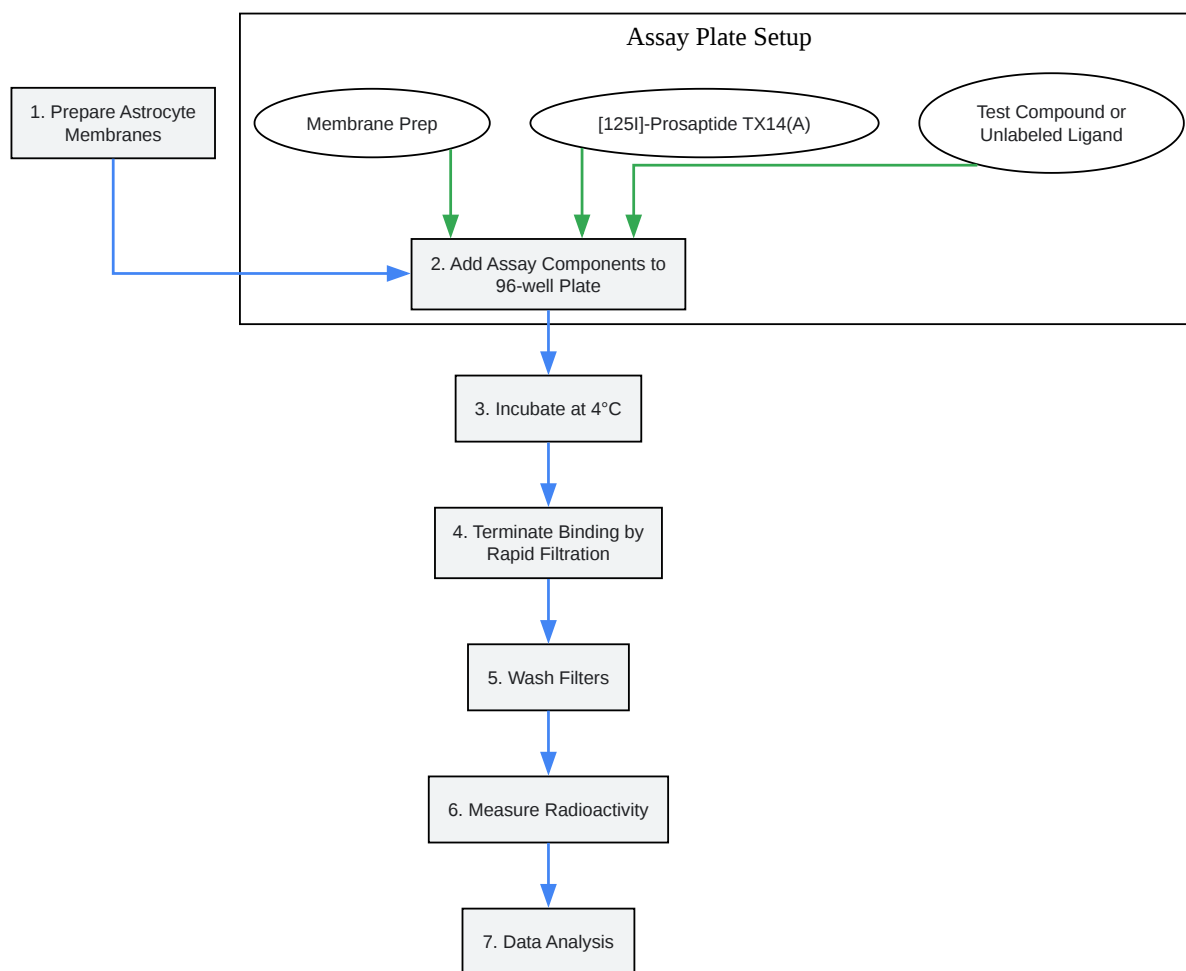 Assay Plate Setup
1. Prepare Astrocyte
Membranes
Membrane Prep
[125I]-Prosaptide TX14(A)
Test Compound or
Unlabeled Ligand
2. Add Assay Components to
96-well Plate
3. Incubate at 4°C
4. Terminate Binding by
Rapid Filtration
5. Wash Filters
6. Measure Radioactivity
7. Data Analysis